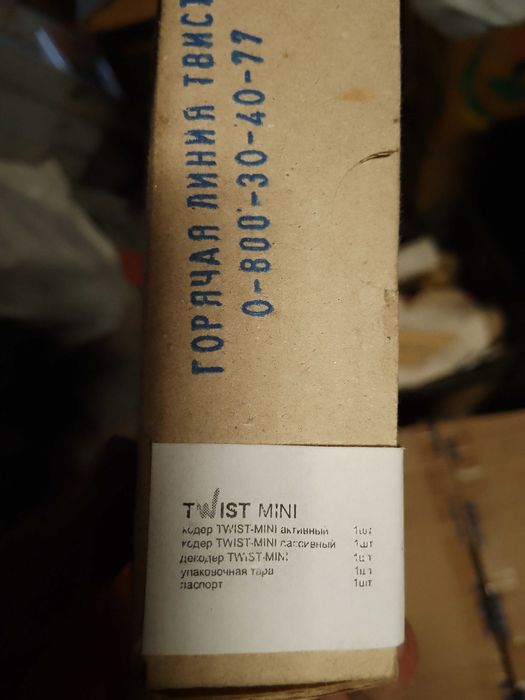 ГОРЯЧАЯ ЛИНИЯ ТВИСТ
0-800-30-40-77
TWIST MINI
кодер TWIST-MINI активный 1шт
кодер TWIST-MINI пассивный 1шт
декодер TWIST-MINI 1шт
упаковочная тара 1шт
паспорт 1шт